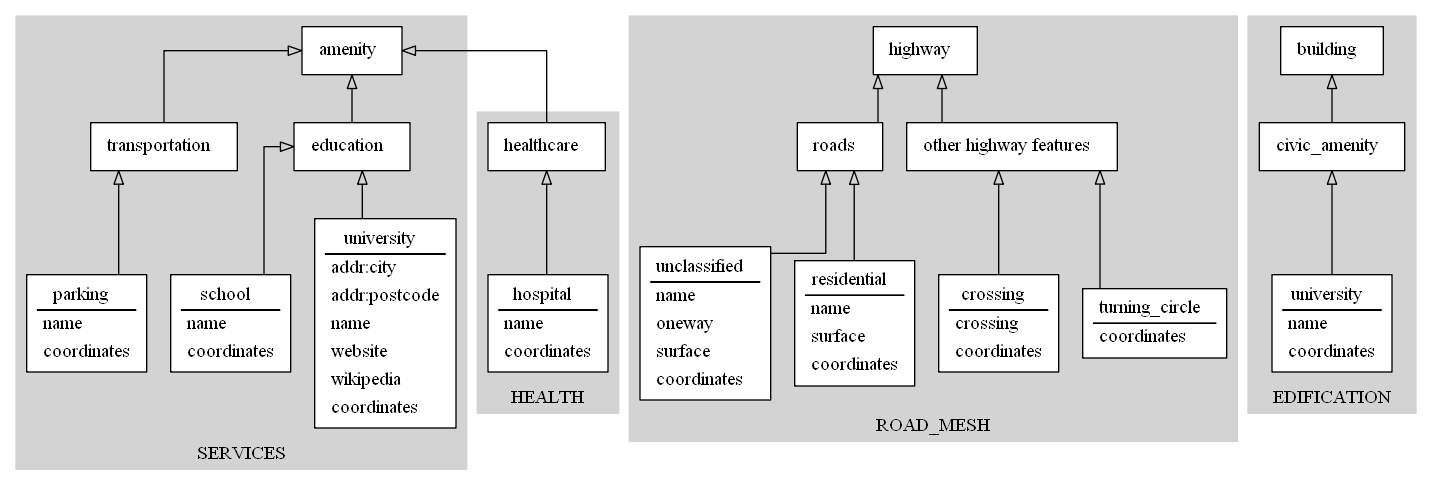 amenity
transportation
education
parking
name
coordinates
school
name
coordinates
university
addr:city
addr:postcode
name
website
wikipedia
coordinates
SERVICES
healthcare
hospital
name
coordinates
HEALTH
highway
roads
other highway features
unclassified
name
oneway
surface
coordinates
residential
name
surface
coordinates
crossing
crossing
coordinates
turning_circle
coordinates
ROAD_MESH
building
civic_amenity
university
name
coordinates
EDIFICATION